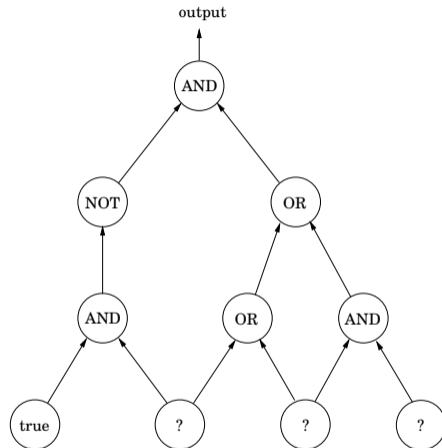 output
AND
NOT OR
AND OR AND
true ? ? ?